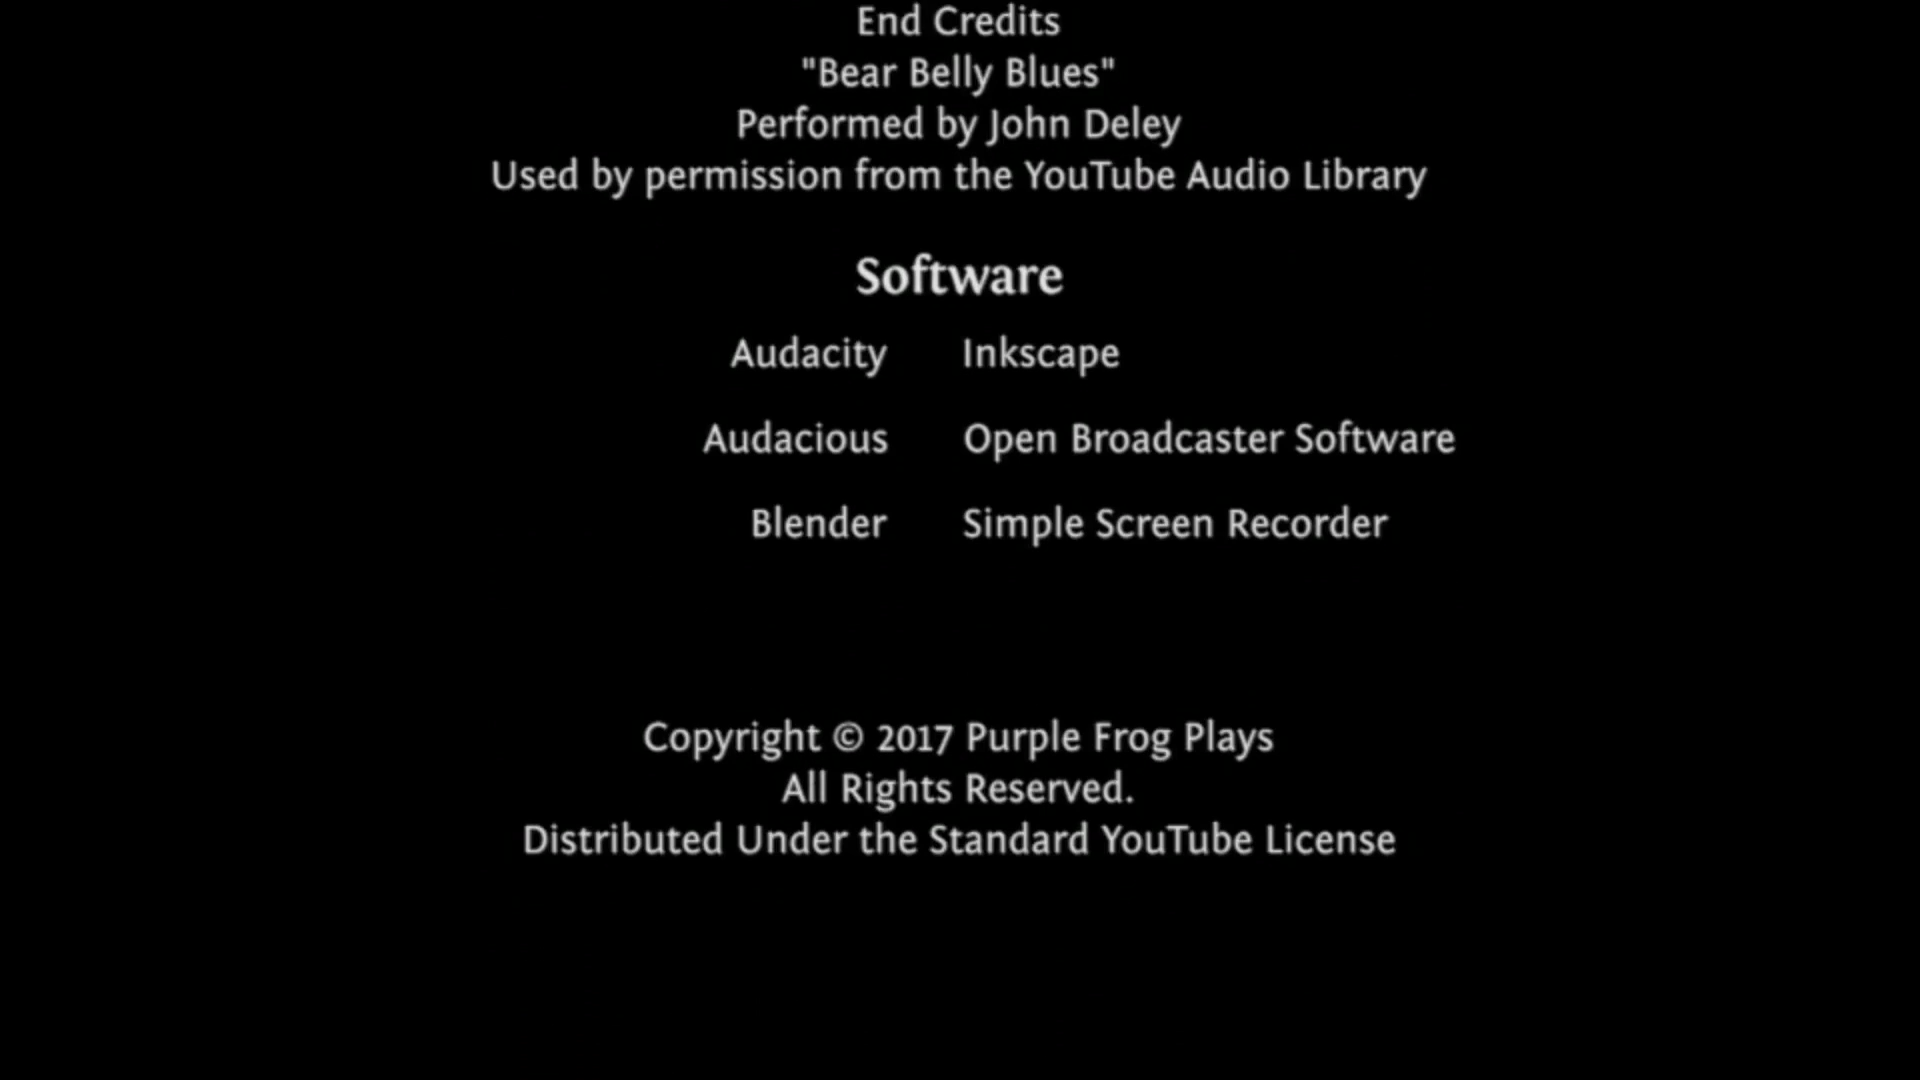 End Credits
"Bear Belly Blues"
Performed by John Deley
Used by permission from the YouTube Audio Library
Software
Audacity Inkscape
Audacious Open Broadcaster Software
Blender Simple Screen Recorder
Copyright © 2017 Purple Frog Plays
All Rights Reserved.
Distributed Under the Standard YouTube License